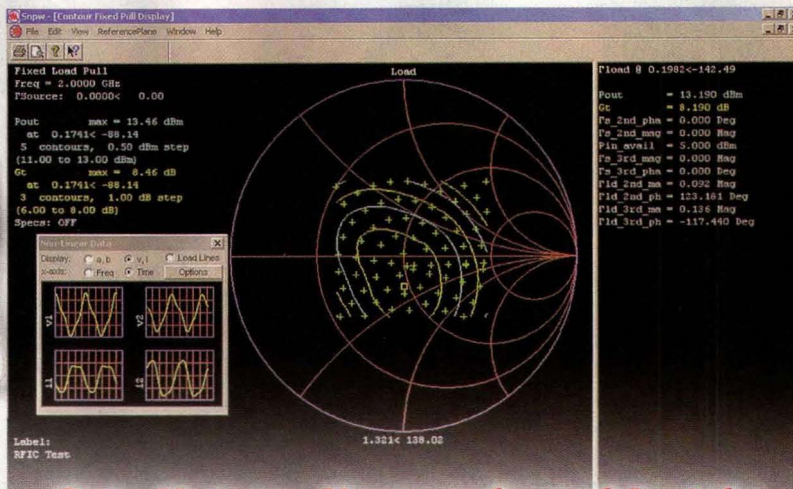 Snpw - [Contour Fixed Pull Display]
File Edit View ReferencePlane Window Help
Fixed Load Pull
Freq = 2.0000 GHz
ΓSource: 0.0000< 0.00
Pout max = 13.46 dBm
at 0.1741< -88.14
5 contours, 0.50 dBm step
(11.00 to 13.00 dBm)
Gt max = 8.46 dB
at 0.1741< -88.14
3 contours, 1.00 dB step
(6.00 to 8.00 dB)
Specs: OFF
Non-Linear Data
Display: a,b v,i Load Lines
x-axis: Freq Time Options
v1 v2
i1 i2
Label:
RFIC Test
Load
1.321< 138.02
Γload @ 0.1982<-142.49
Pout = 13.190 dBm
Gt = 8.190 dB
Γs_2nd_pha = 0.000 Deg
Γs_2nd_mag = 0.000 Mag
Pin_avail = 5.000 dBm
Γs_3rd_mag = 0.000 Mag
Γs_3rd_pha = 0.000 Deg
Γld_2nd_ma = 0.092 Mag
Γld_2nd_ph = 123.181 Deg
Γld_3rd_ma = 0.136 Mag
Γld_3rd_ph = -117.440 Deg